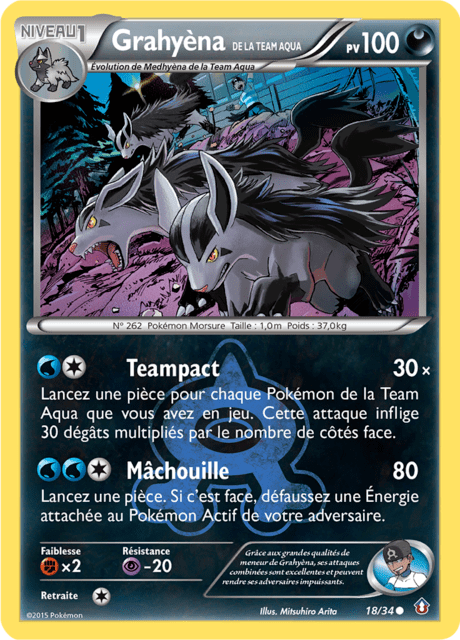 NIVEAU1
Grahyèna DE LA TEAM AQUA PV100
Évolution de Medhyèna de la Team Aqua
N° 262 Pokémon Morsure Taille : 1,0m Poids : 37,0kg
Teampact 30×
Lancez une pièce pour chaque Pokémon de la Team
Aqua que vous avez en jeu. Cette attaque inflige
30 dégâts multipliés par le nombre de côtés face.
Mâchouille 80
Lancez une pièce. Si c'est face, défaussez une Énergie
attachée au Pokémon Actif de votre adversaire.
Faiblesse Résistance
×2 -20
Retraite
Grâce aux grandes qualités de
meneur de Grahyèna, ses attaques
combinées sont excellentes et peuvent
rendre ses adversaires impuissants.
©2015 Pokémon Illus. Mitsuhiro Arita 18/34